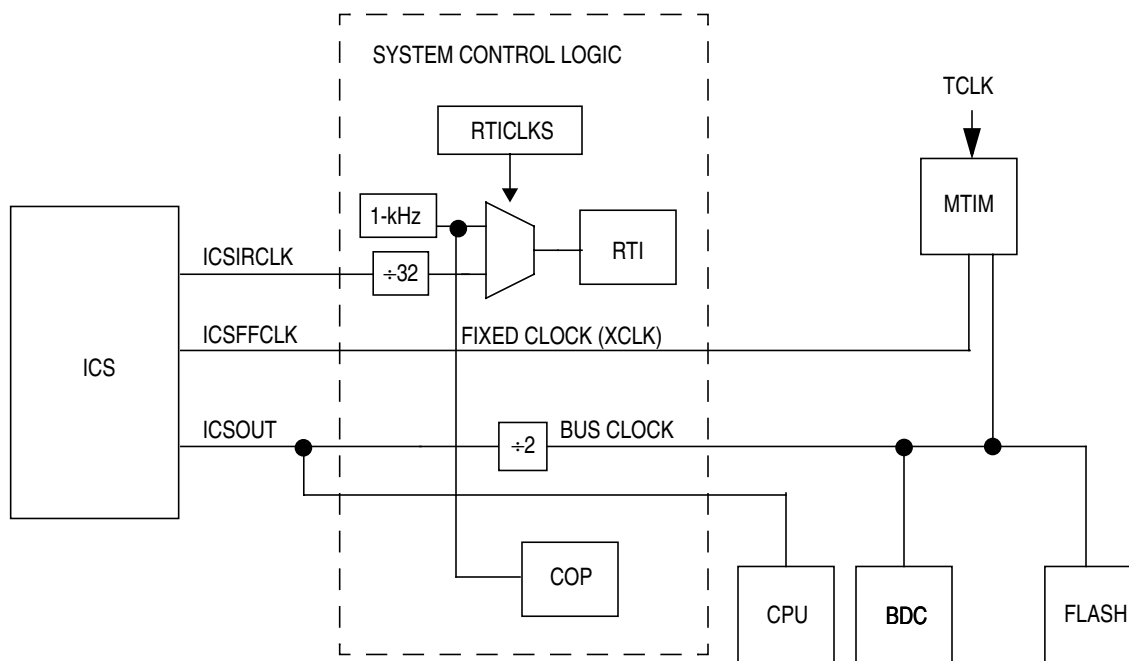 SYSTEM CONTROL LOGIC
TCLK
RTICLKS
MTIM
1-kHz
RTI
ICSIRCLK
÷32
ICSFFCLK
FIXED CLOCK (XCLK)
ICS
ICSOUT
÷2
BUS CLOCK
COP
CPU
BDC
FLASH